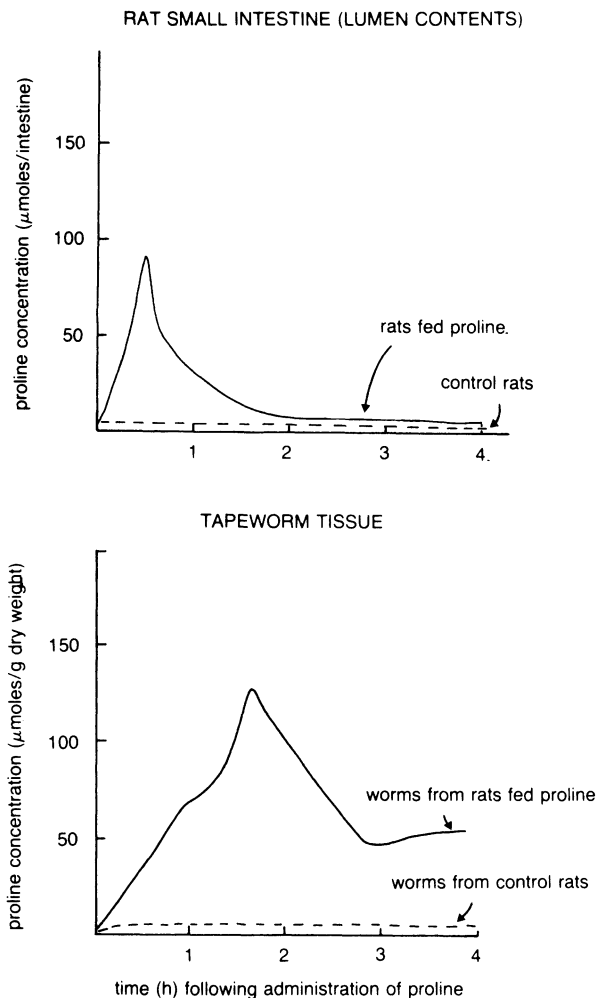 RAT SMALL INTESTINE (LUMEN CONTENTS)
proline concentration (μmoles/intestine)
150
100
50
rats fed proline.
control rats
1
2
3
4.
TAPEWORM TISSUE
proline concentration (μmoles/g dry weight)
150
100
50
worms from rats fed proline
worms from control rats
1
2
3
4
time (h) following administration of proline